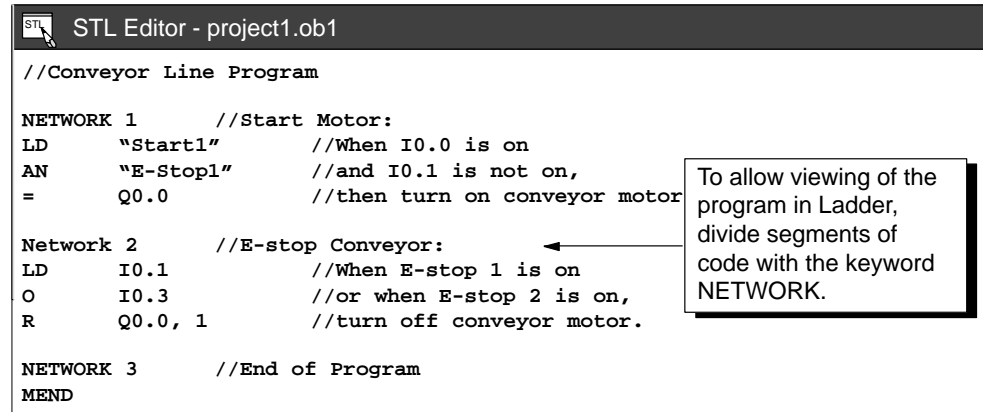 STL
STL Editor - project1.ob1
//Conveyor Line Program
NETWORK 1 //Start Motor:
LD “Start1” //When I0.0 is on
AN “E-Stop1” //and I0.1 is not on,
= Q0.0 //then turn on conveyor motor
Network 2 //E-stop Conveyor:
LD I0.1 //When E-stop 1 is on
O I0.3 //or when E-stop 2 is on,
R Q0.0, 1 //turn off conveyor motor.
NETWORK 3 //End of Program
MEND
To allow viewing of the
program in Ladder,
divide segments of
code with the keyword
NETWORK.